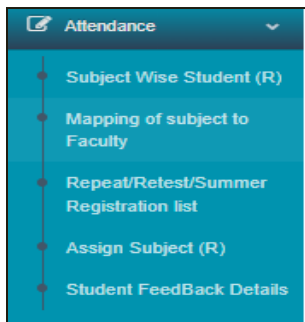 Attendance
Subject Wise Student (R)
Mapping of subject to
Faculty
Repeat/Retest/Summer
Registration list
Assign Subject (R)
Student FeedBack Details